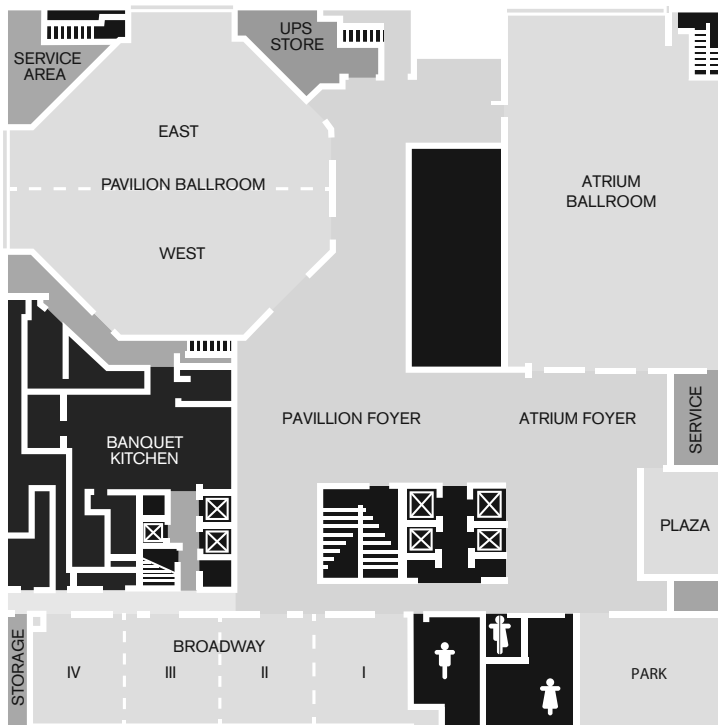 UPS
STORE
SERVICE
AREA
EAST
PAVILION BALLROOM
WEST
ATRIUM
BALLROOM
PAVILLION FOYER
ATRIUM FOYER
SERVICE
BANQUET
KITCHEN
PLAZA
STORAGE
BROADWAY
IV
III
II
I
PARK